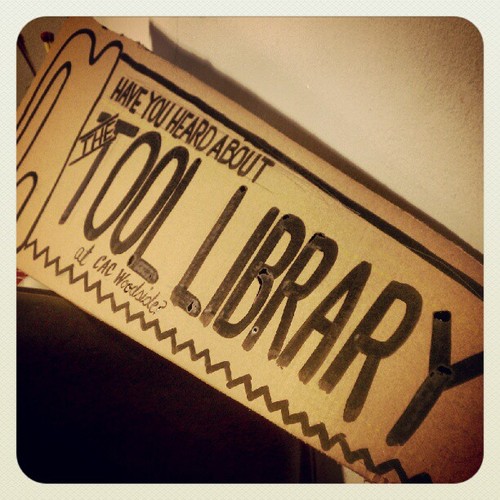 HAVE YOU HEARD ABOUT
THE
TOOL LIBRARY
at CAC Woodside?